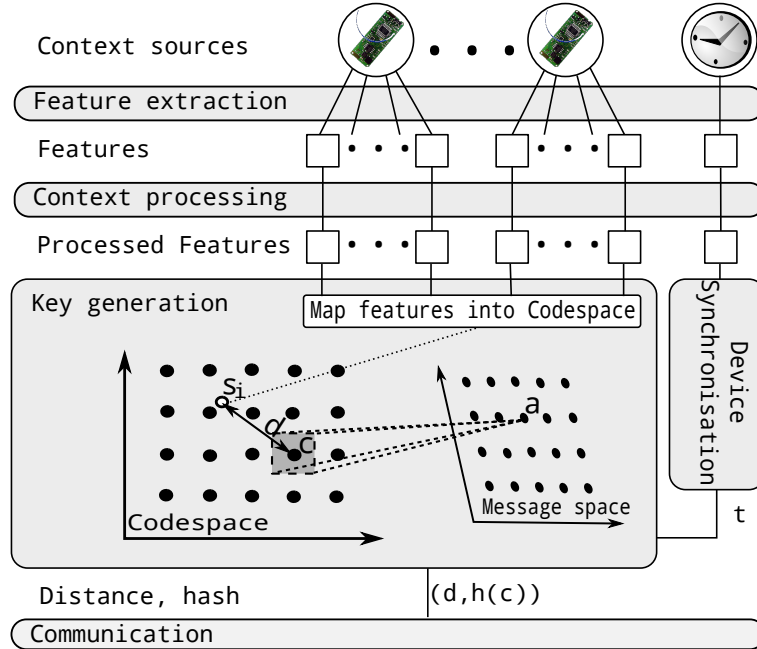 Context sources
Feature extraction
Features
Context processing
Processed Features
Key generation
Map features into Codespace
Device
Synchronisation
Si
d
C
a
Codespace
Message space
t
Distance, hash
(d,h(c))
Communication